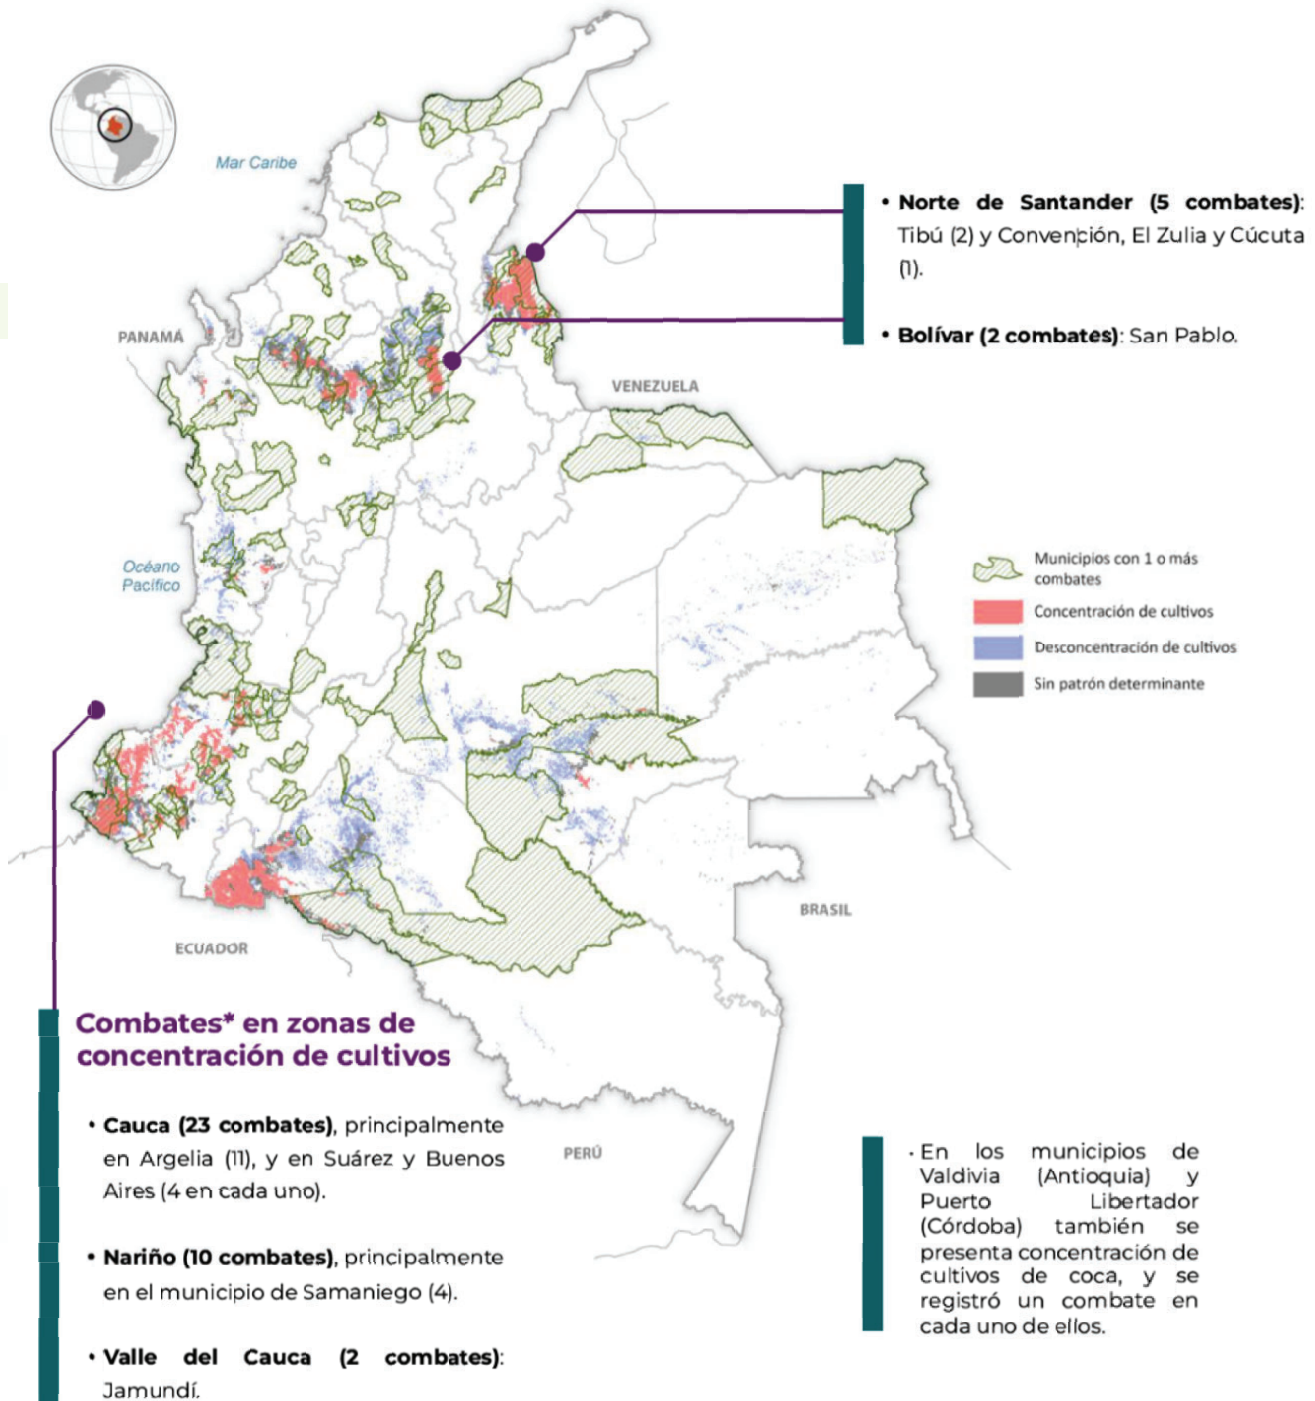 Mar Caribe
• Norte de Santander (5 combates):
Tibú (2) y Convención, El Zulia y Cúcuta
(1).
• Bolívar (2 combates): San Pablo.
PANAMÁ
VENEZUELA
Océano
Pacífico
Municipios con 1 o más
combates
Concentración de cultivos
Desconcentración de cultivos
Sin patrón determinante
BRASIL
ECUADOR
PERÚ
Combates* en zonas de
concentración de cultivos
• Cauca (23 combates), principalmente
en Argelia (11), y en Suárez y Buenos
Aires (4 en cada uno).
• Nariño (10 combates), principalmente
en el municipio de Samaniego (4).
• Valle del Cauca (2 combates):
Jamundí.
• En los municipios de
Valdivia (Antioquia) y
Puerto Libertador
(Córdoba) también se
presenta concentración de
cultivos de coca, y se
registró un combate en
cada uno de ellos.